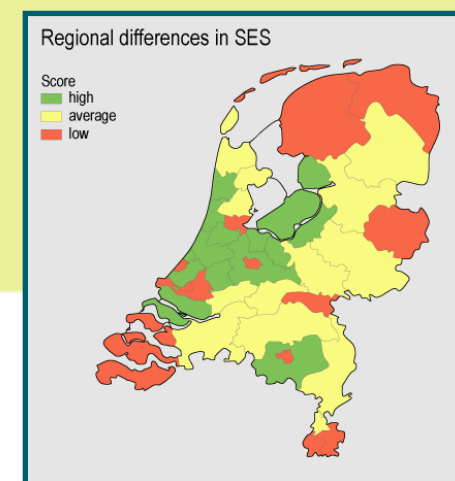 Regional differences in SES
Score
high
average
low